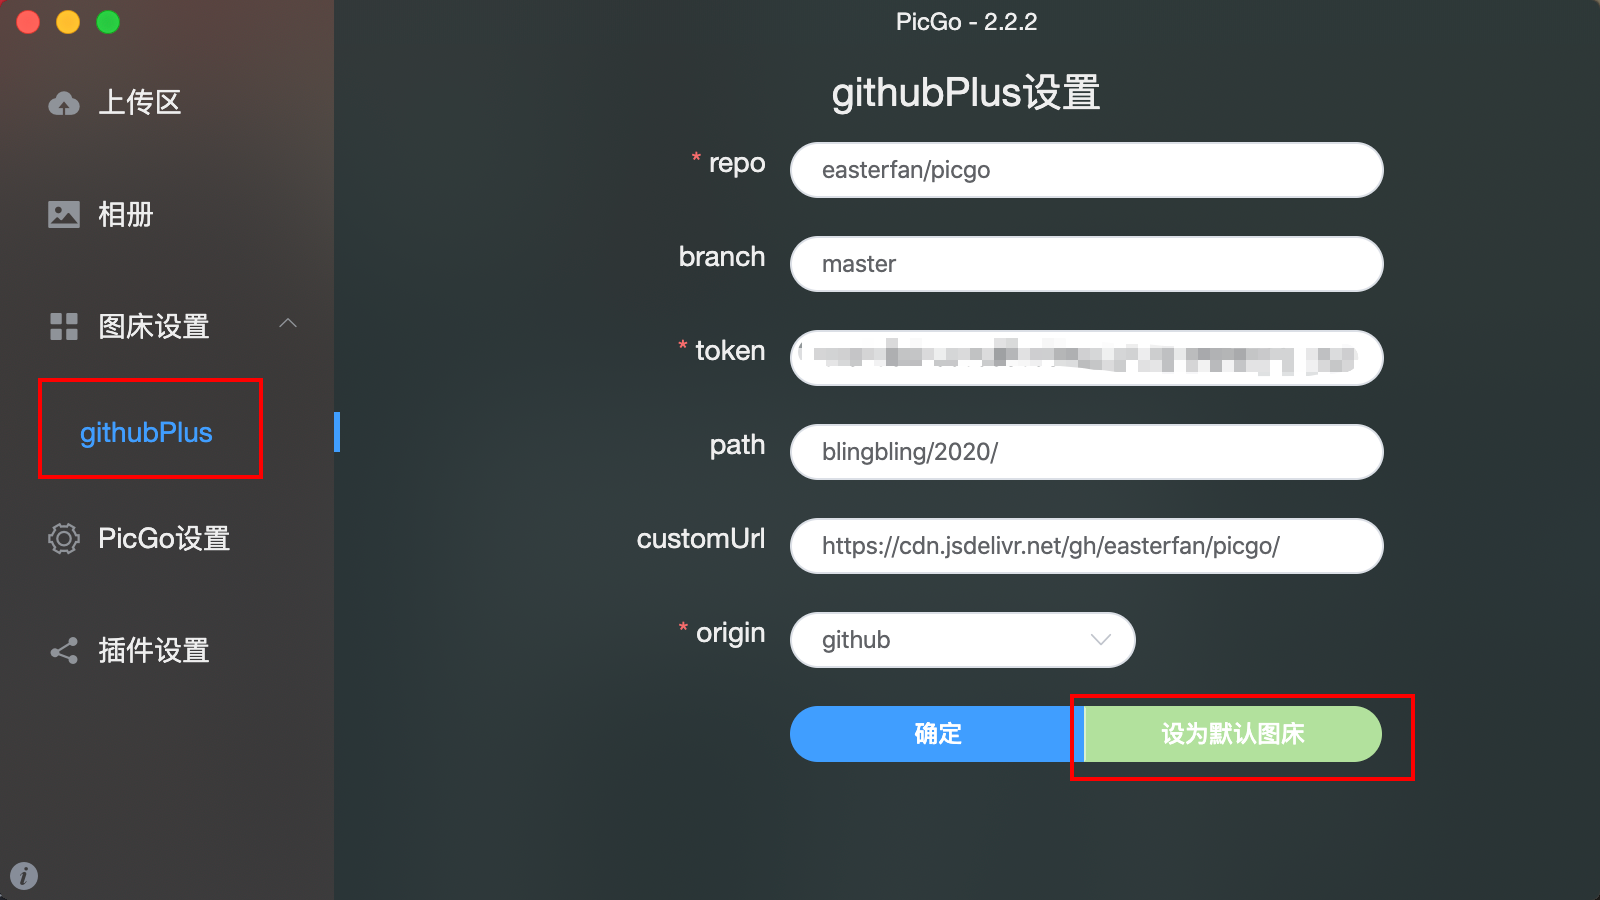 PicGo - 2.2.2
上传区
相册
图床设置
githubPlus
PicGo设置
插件设置
githubPlus设置
* repo
easterfan/picgo
branch
master
* token
path
blingbling/2020/
customUrl
https://cdn.jsdelivr.net/gh/easterfan/picgo/
* origin
github
确定
设为默认图床